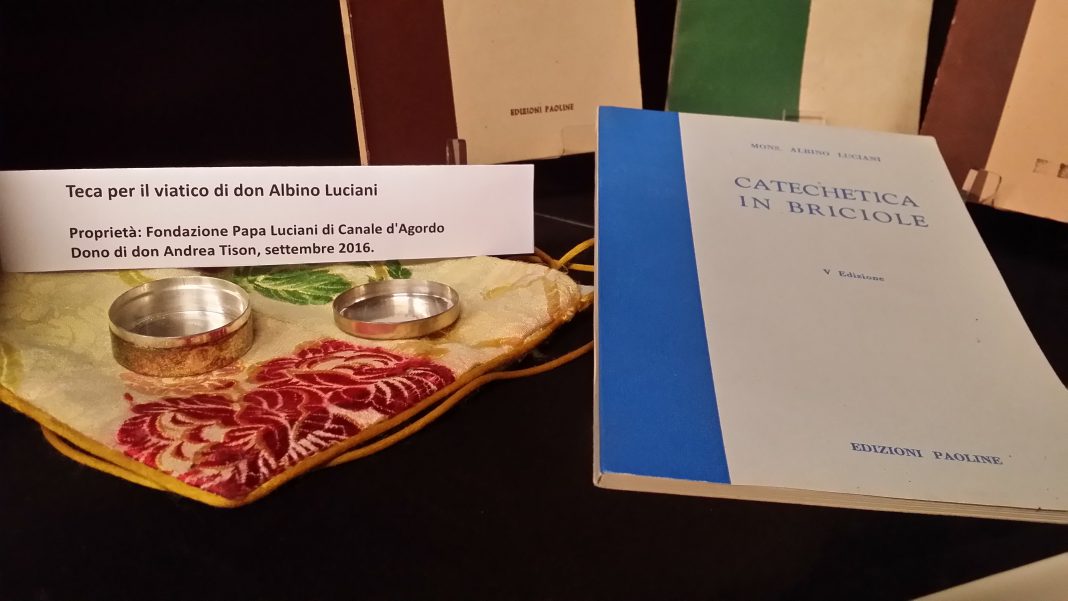 EDIZIONI PAOLINE
Teca per il viatico di don Albino Luciani
Proprietà: Fondazione Papa Luciani di Canale d'Agordo
Dono di don Andrea Tison, settembre 2016.
MONS. ALBINO LUCIANI
CATECHETICA
IN BRICIOLE
V Edizione
EDIZIONI PAOLINE